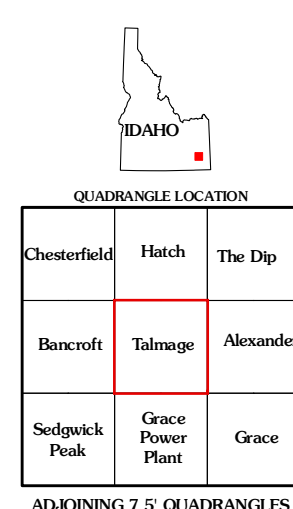 IDAHO
QUADRANGLE LOCATION
Chesterfield Hatch The Dip
Bancroft Talmage Alexande
Sedgwick Peak Grace Power Plant Grace
ADJOINING 7.5' QUADRANGLES